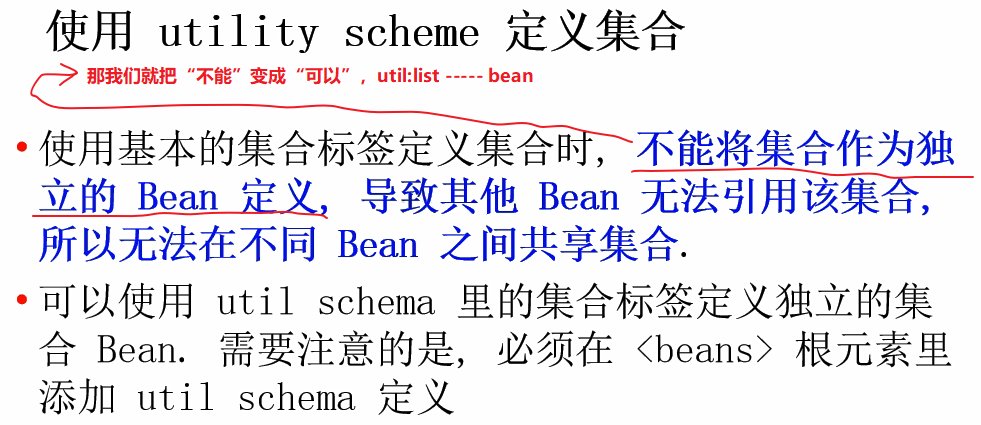 使用 utility scheme 定义集合
那我们就把“不能”变成“可以”，util:list ----- bean
• 使用基本的集合标签定义集合时, 不能将集合作为独
立的 Bean 定义, 导致其他 Bean 无法引用该集合,
所以无法在不同 Bean 之间共享集合.
• 可以使用 util schema 里的集合标签定义独立的集
合 Bean. 需要注意的是, 必须在 <beans> 根元素里
添加 util schema 定义